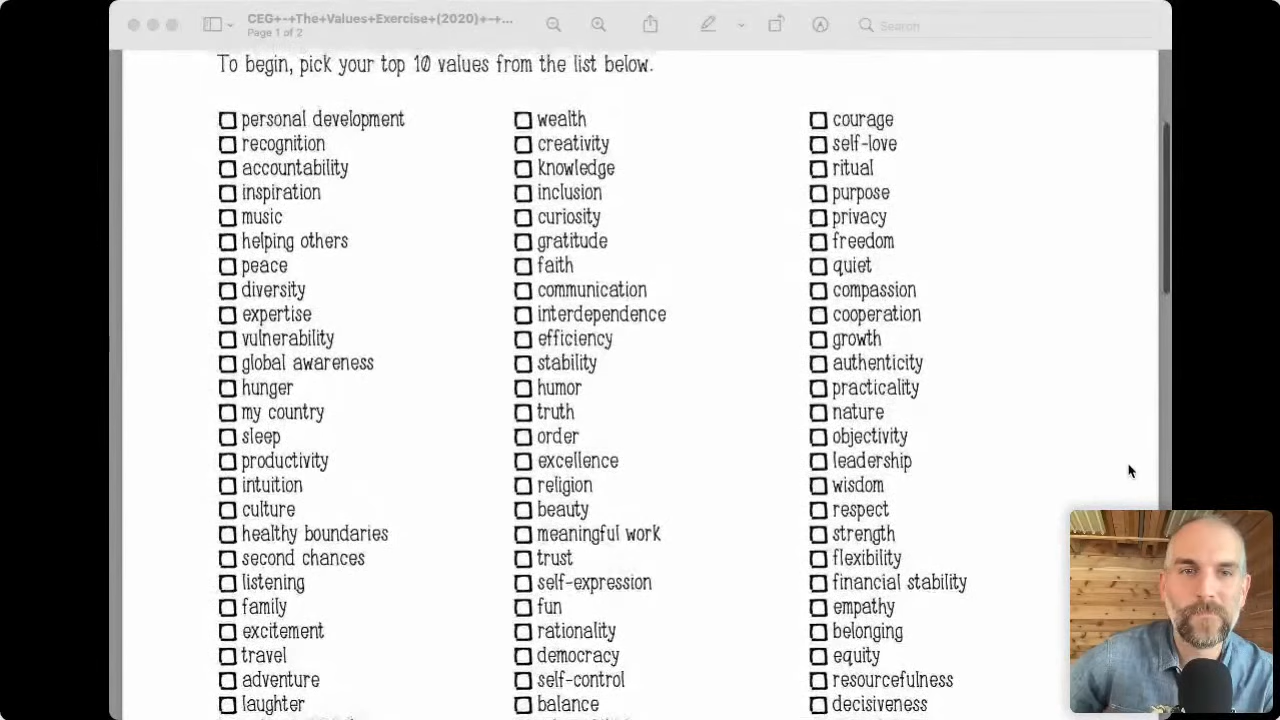 CEG+-+The+Values+Exercise+(2020)+-+...
Page 1 of 2
Search
To begin, pick your top 10 values from the list below.
personal development
recognition
accountability
inspiration
music
helping others
peace
diversity
expertise
vulnerability
global awareness
hunger
my country
sleep
productivity
intuition
culture
healthy boundaries
second chances
listening
family
excitement
travel
adventure
laughter
wealth
creativity
knowledge
inclusion
curiosity
gratitude
faith
communication
interdependence
efficiency
stability
humor
truth
order
excellence
religion
beauty
meaningful work
trust
self-expression
fun
rationality
democracy
self-control
balance
courage
self-love
ritual
purpose
privacy
freedom
quiet
compassion
cooperation
growth
authenticity
practicality
nature
objectivity
leadership
wisdom
respect
strength
flexibility
financial stability
empathy
belonging
equity
resourcefulness
decisiveness